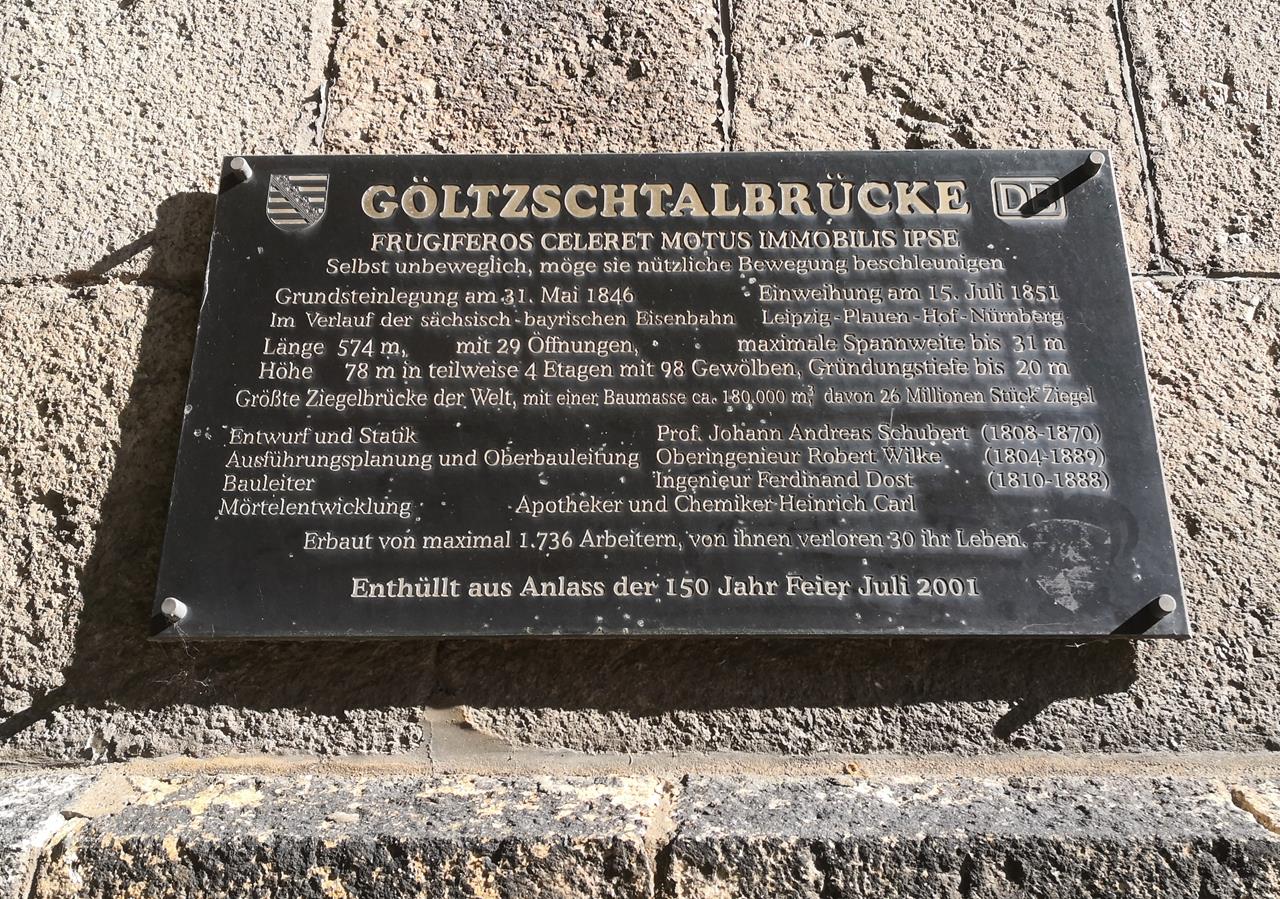 GÖLTZSCHTALBRÜCKE DB
FRUGIFEROS CELERET MOTUS IMMOBILIS IPSE
Selbst unbeweglich, möge sie nützliche Bewegung beschleunigen
Grundsteinlegung am 31. Mai 1846 Einweihung am 15. Juli 1851
Im Verlauf der sächsisch-bayrischen Eisenbahn Leipzig-Plauen-Hof-Nürnberg
Länge 574 m, mit 29 Öffnungen, maximale Spannweite bis 31 m
Höhe 78 m in teilweise 4 Etagen mit 98 Gewölben, Gründungstiefe bis 20 m
Größte Ziegelbrücke der Welt, mit einer Baumasse ca. 180.000 m³ davon 26 Millionen Stück Ziegel
Entwurf und Statik Prof. Johann Andreas Schubert (1808-1870)
Ausführungsplanung und Oberbauleitung Oberingenieur Robert Wilke (1804-1889)
Bauleiter Ingenieur Ferdinand Dost (1810-1888)
Mörtelentwicklung Apotheker und Chemiker Heinrich Carl
Erbaut von maximal 1.736 Arbeitern, von ihnen verloren 30 ihr Leben.
Enthüllt aus Anlass der 150 Jahr Feier Juli 2001